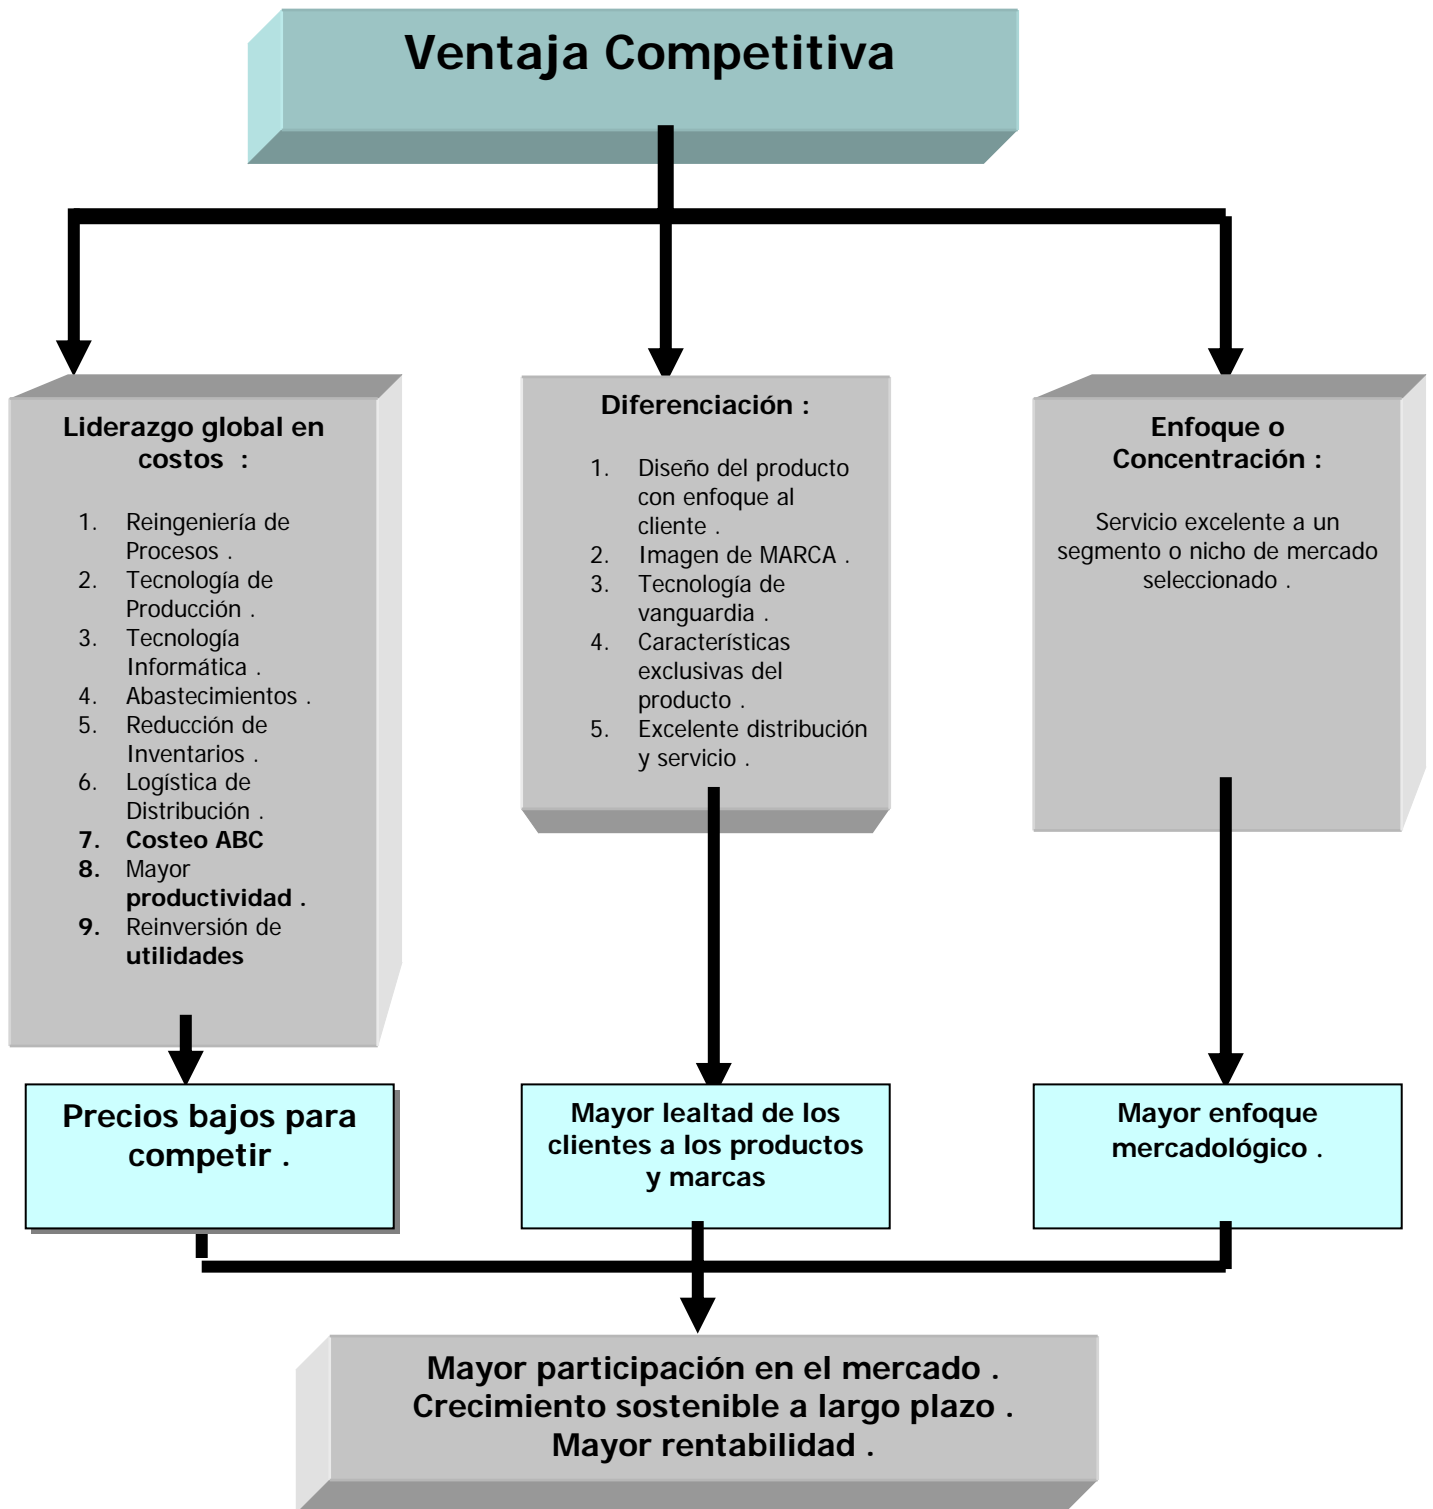 Ventaja Competitiva
Liderazgo global en
costos :
1. Reingeniería de
Procesos .
2. Tecnología de
Producción .
3. Tecnología
Informática .
4. Abastecimientos .
5. Reducción de
Inventarios .
6. Logística de
Distribución .
7. Costeo ABC
8. Mayor
productividad .
9. Reinversión de
utilidades
Diferenciación :
1. Diseño del producto
con enfoque al
cliente .
2. Imagen de MARCA .
3. Tecnología de
vanguardia .
4. Características
exclusivas del
producto .
5. Excelente distribución
y servicio .
Enfoque o
Concentración :
Servicio excelente a un
segmento o nicho de mercado
seleccionado .
Precios bajos para
competir .
Mayor lealtad de los
clientes a los productos
y marcas
Mayor enfoque
mercadológico .
Mayor participación en el mercado .
Crecimiento sostenible a largo plazo .
Mayor rentabilidad .